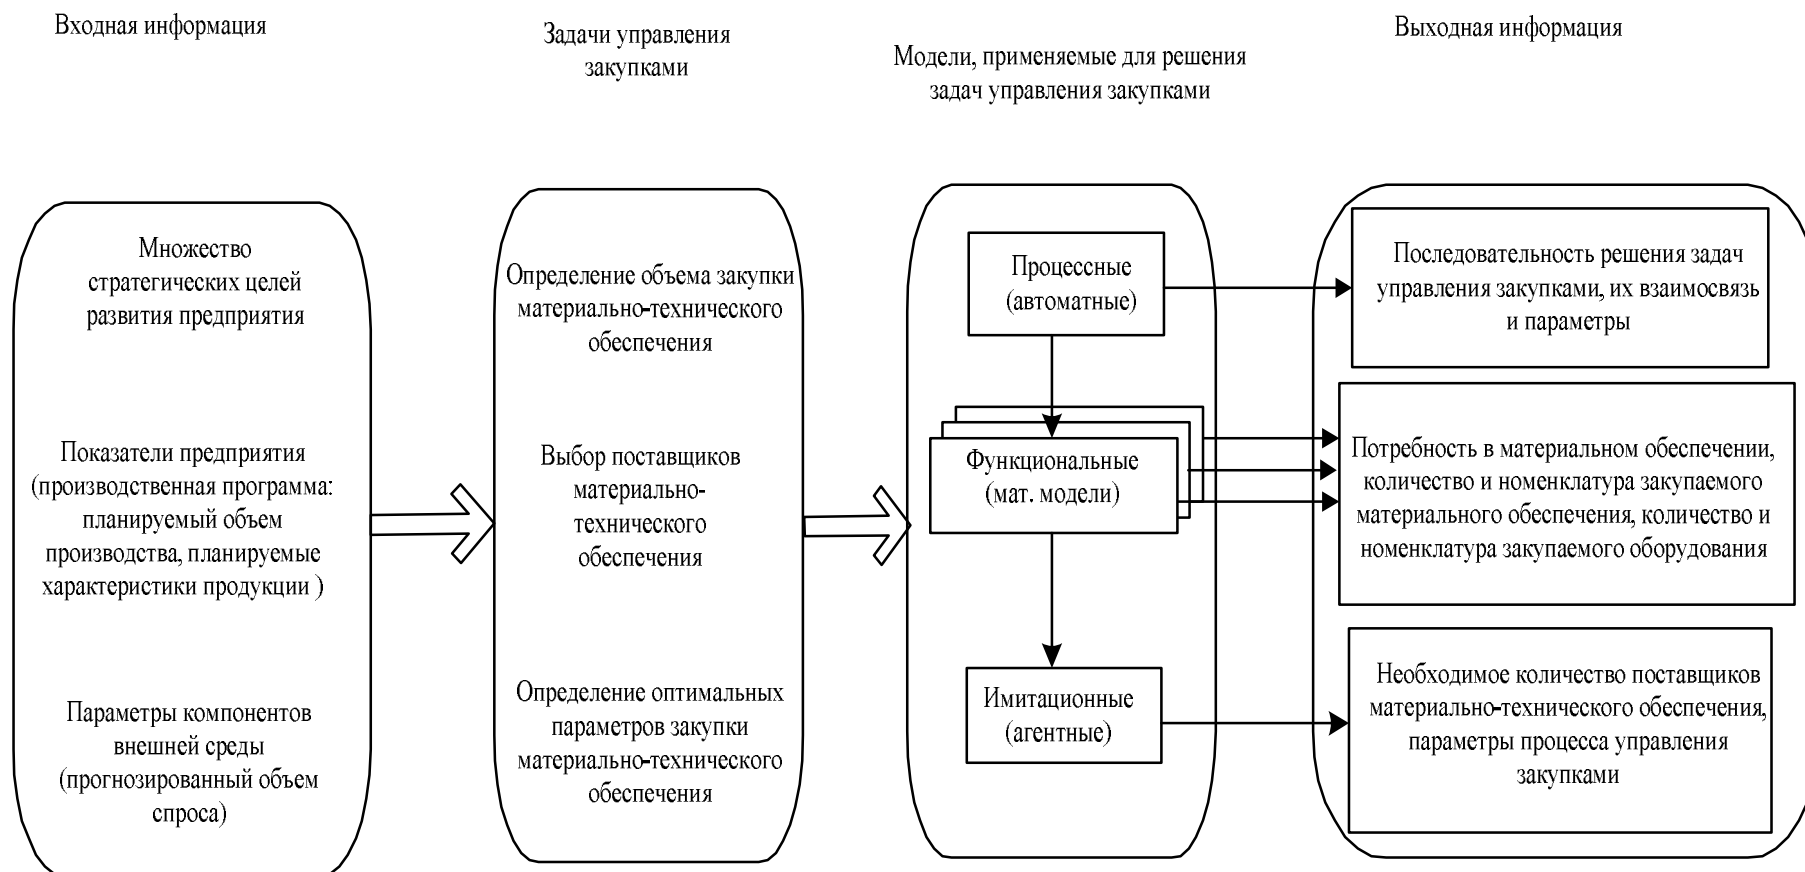 Входная информация
Задачи управления
закупками
Модели, применяемые для решения
задач управления закупками
Выходная информация
Множество
стратегических целей
развития предприятия
Показатели предприятия
(производственная программа:
планируемый объем
производства, планируемые
характеристики продукции )
Параметры компонентов
внешней среды
(прогнозированный объем
спроса)
Определение объема закупки
материально-технического
обеспечения
Выбор поставщиков
материально-
технического
обеспечения
Определение оптимальных
параметров закупки
материально-технического
обеспечения
Процессные
(автоматные)
Функциональные
(мат. модели)
Имитационные
(агентные)
Последовательность решения задач
управления закупками, их взаимосвязь
и параметры
Потребность в материальном обеспечении,
количество и номенклатура закупаемого
материального обеспечения, количество и
номенклатура закупаемого оборудования
Необходимое количество поставщиков
материально-технического обеспечения,
параметры процесса управления
закупками